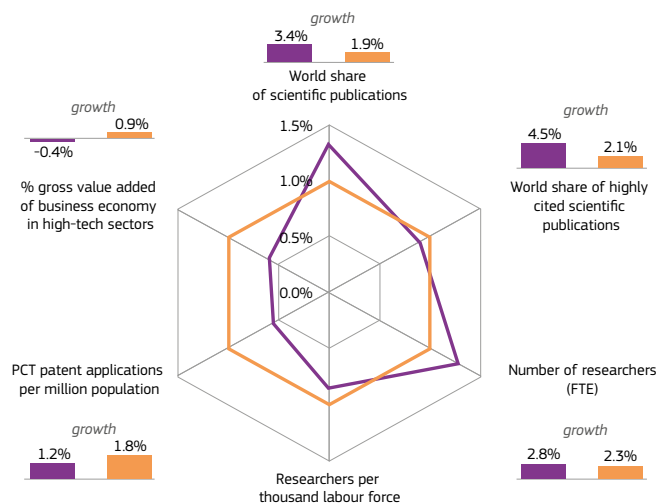 growth
3.4%
1.9%
World share
of scientific publications
growth
0.9%
-0.4%
% gross value added
of business economy
in high-tech sectors
growth
4.5%
2.1%
World share of highly
cited scientific
publications
1.5%
1.0%
0.5%
0.0%
PCT patent applications
per million population
growth
1.2%
1.8%
Number of researchers
(FTE)
growth
2.8%
2.3%
Researchers per
thousand labour force